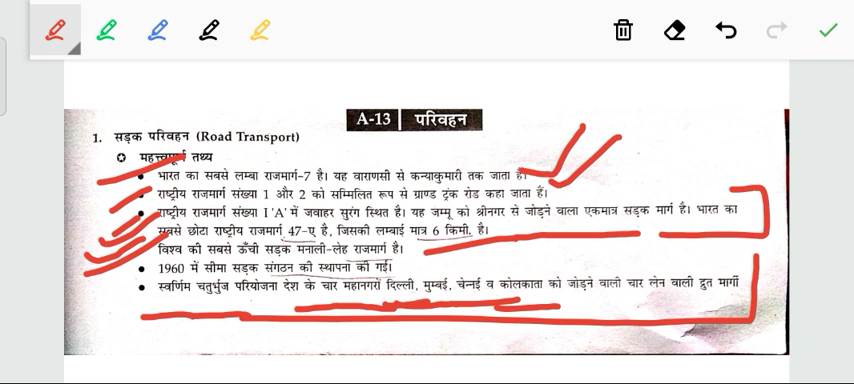 A-13 परिवहन
1. सड़क परिवहन (Road Transport)
✪ महत्त्वपूर्ण तथ्य
• भारत का सबसे लम्बा राजमार्ग-7 है। यह वाराणसी से कन्याकुमारी तक जाता है।
• राष्ट्रीय राजमार्ग संख्या 1 और 2 को सम्मिलित रूप से ग्राण्ड ट्रंक रोड कहा जाता हैं।
• राष्ट्रीय राजमार्ग संख्या I 'A' में जवाहर सुरंग स्थित है। यह जम्मू को श्रीनगर से जोड़ने वाला एकमात्र सड़क मार्ग है। भारत का
सबसे छोटा राष्ट्रीय राजमार्ग 47-ए है, जिसकी लम्बाई मात्र 6 किमी. है।
विश्व की सबसे ऊँची सड़क मनाली-लेह राजमार्ग है।
• 1960 में सीमा सड़क संगठन की स्थापना की गई।
• स्वर्णिम चतुर्भुज परियोजना देश के चार महानगरों दिल्ली, मुम्बई, चेन्नई व कोलकाता को जोड़ने वाली चार लेन वाली द्रुत मार्गी